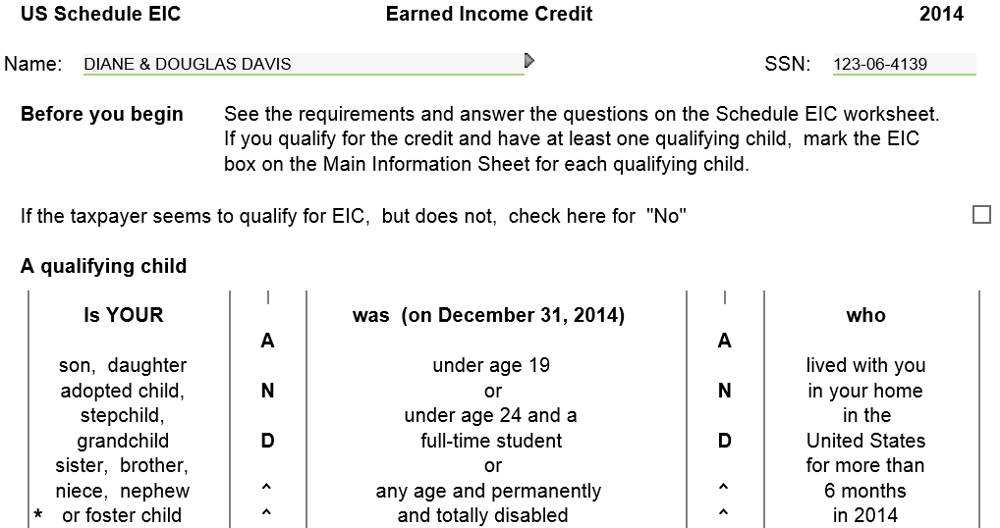 US Schedule EIC Earned Income Credit 2014
Name: DIANE & DOUGLAS DAVIS SSN: 123-06-4139
Before you begin See the requirements and answer the questions on the Schedule EIC worksheet.
If you qualify for the credit and have at least one qualifying child, mark the EIC
box on the Main Information Sheet for each qualifying child.
If the taxpayer seems to qualify for EIC, but does not, check here for "No"
A qualifying child
Is YOUR was (on December 31, 2014) who
A A
son, daughter under age 19 lived with you
adopted child, N or N in your home
stepchild, under age 24 and a in the
grandchild D full-time student D United States
sister, brother, or for more than
niece, nephew ^ any age and permanently ^ 6 months
* or foster child ^ and totally disabled ^ in 2014